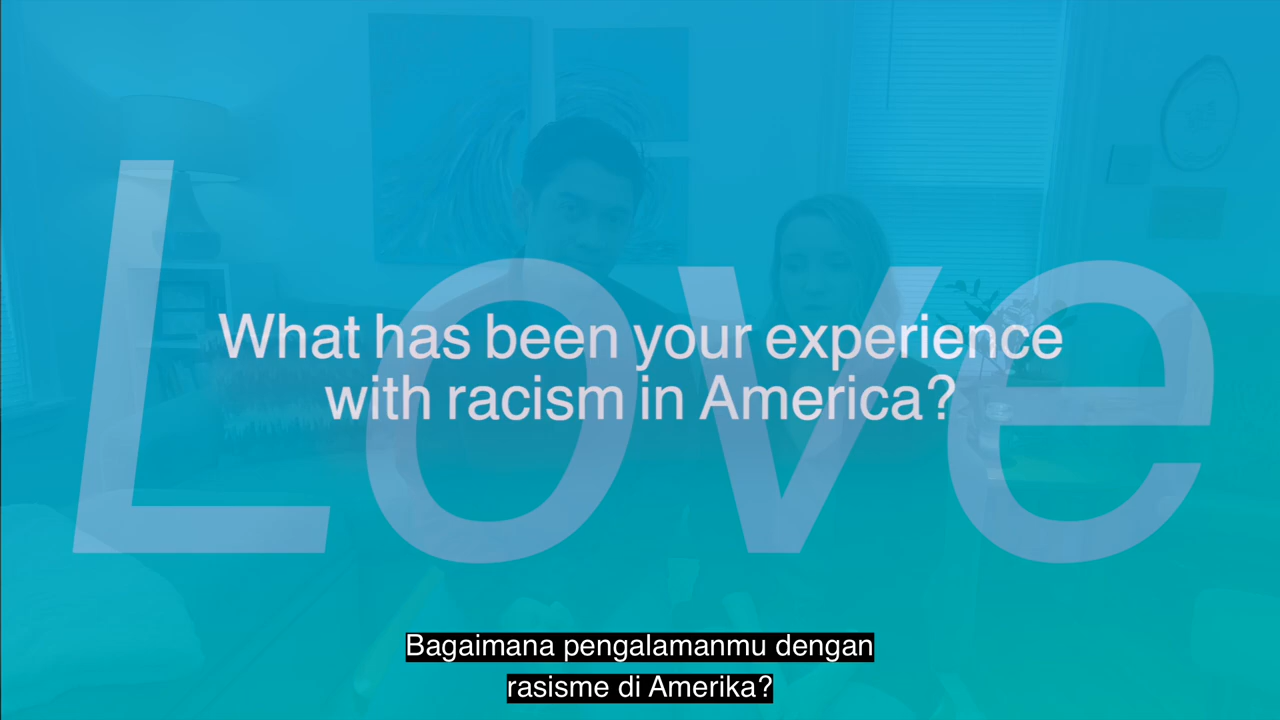 Love
What has been your experience
with racism in America?
Bagaimana pengalamanmu dengan
rasisme di Amerika?